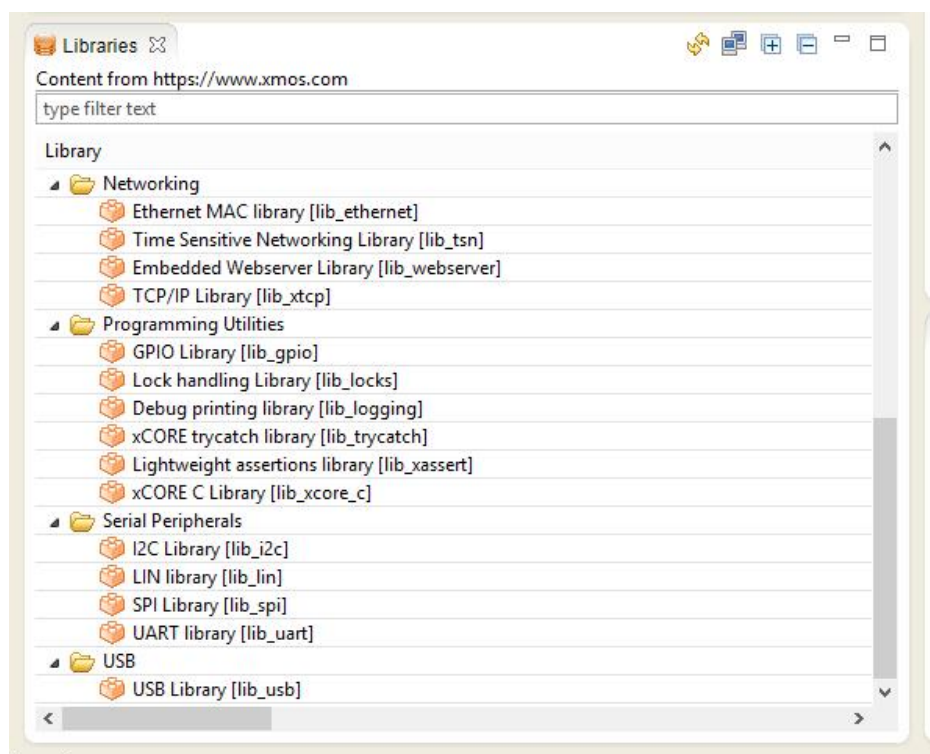 Libraries
Content from https://www.xmos.com
type filter text
Library
Networking
Ethernet MAC library [lib_ethernet]
Time Sensitive Networking Library [lib_tsn]
Embedded Webserver Library [lib_webserver]
TCP/IP Library [lib_xtcp]
Programming Utilities
GPIO Library [lib_gpio]
Lock handling Library [lib_locks]
Debug printing library [lib_logging]
xCORE trycatch library [lib_trycatch]
Lightweight assertions library [lib_xassert]
xCORE C Library [lib_xcore_c]
Serial Peripherals
I2C Library [lib_i2c]
LIN library [lib_lin]
SPI Library [lib_spi]
UART library [lib_uart]
USB
USB Library [lib_usb]